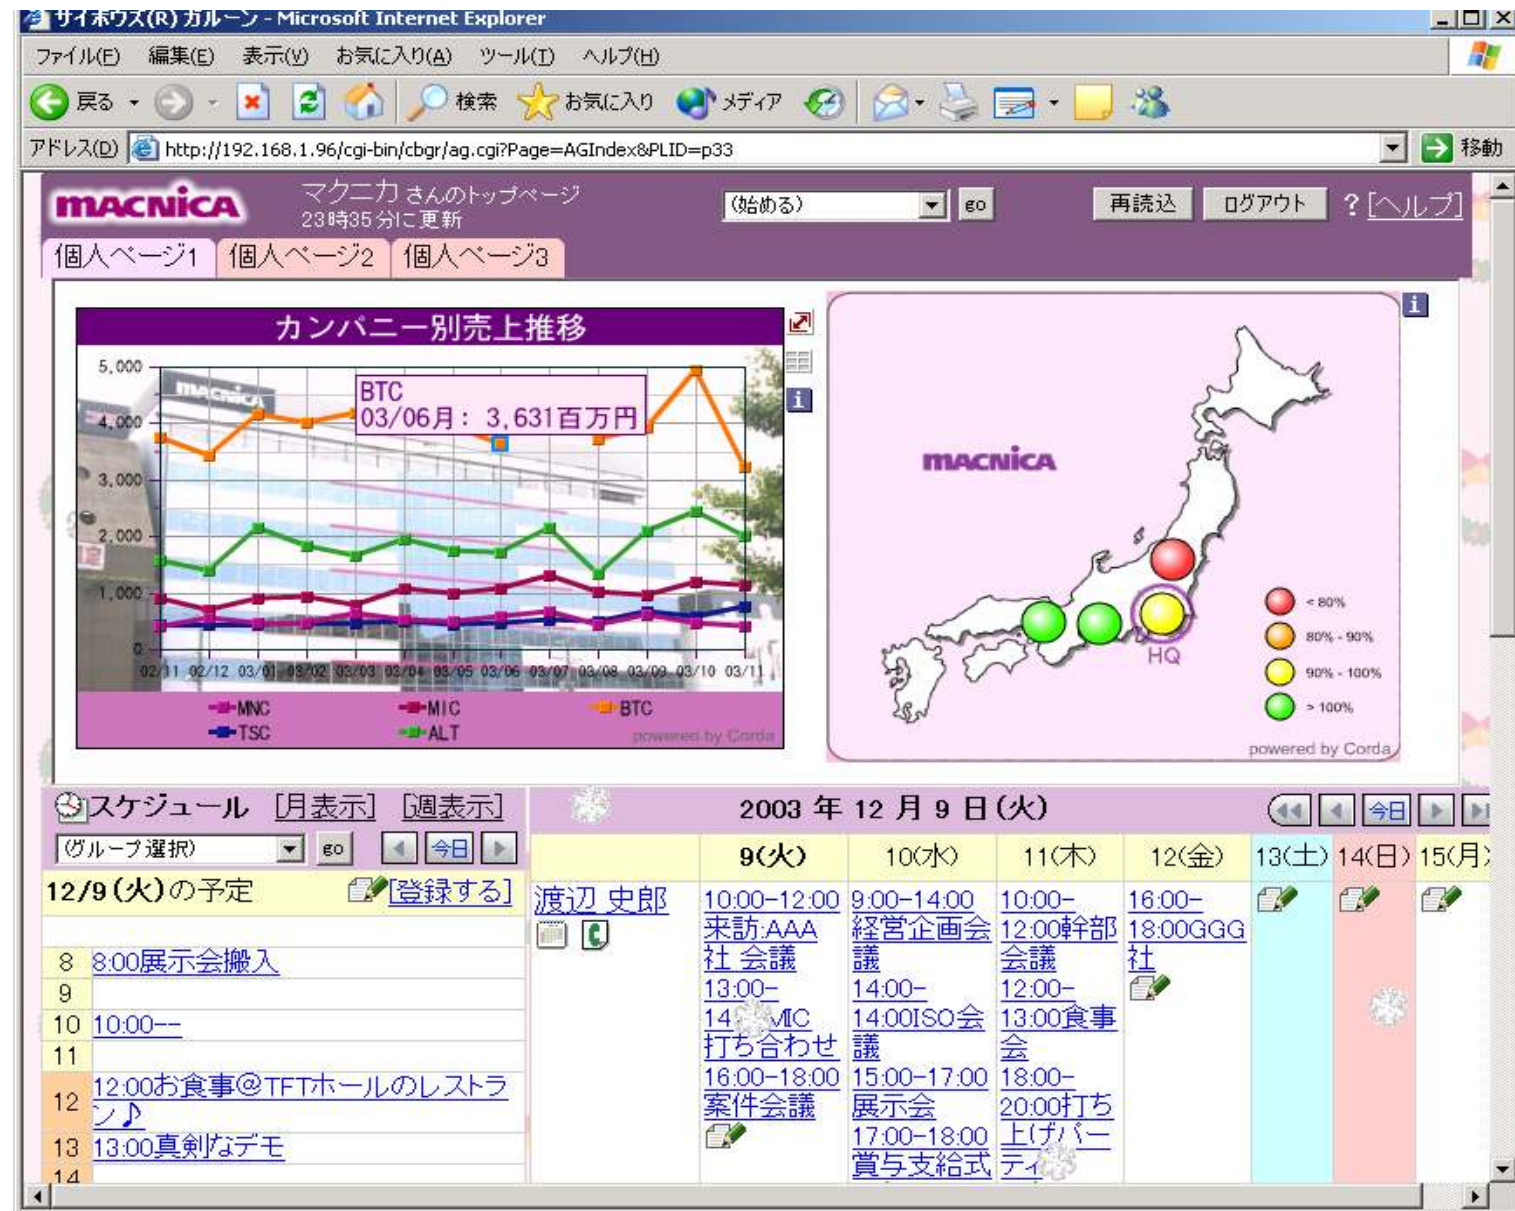 サイボウズ(R) ガルーン - Microsoft Internet Explorer
ファイル(F) 編集(E) 表示(V) お気に入り(A) ツール(T) ヘルプ(H)
戻る 検索 お気に入り メディア
アドレス(D) http://192.168.1.96/cgi-bin/cbgr/ag.cgi?Page=AGIndex&PLID=p33 移動
macnica マクニカ さんのトップページ (始める) go 再読込 ログアウト ? [ヘルプ]
23時35分に更新
個人ページ1 個人ページ2 個人ページ3
カンパニー別売上推移
5,000
4,000
3,000
2,000
1,000
0
macnica
BTC
03/06月: 3,631百万円
02/11 02/12 03/01 03/02 03/03 03/04 03/05 03/06 03/07 03/08 03/09 03/10 03/11
MNC MIC BTC
TSC ALT powered by Corda
macnica
HQ
< 80%
80% - 90%
90% - 100%
> 100%
powered by Corda
スケジュール [月表示] [週表示]
(グループ選択) go 今日
12/9(火)の予定 [登録する]
8 8:00展示会搬入
9
10 10:00--
11
12 12:00お食事@TFTホールのレストラ
ン♪
13 13:00真剣なデモ
14
2003 年 12 月 9 日(火) 今日
9(火) 10(水) 11(木) 12(金) 13(土) 14(日) 15(月)
渡辺 史郎
10:00-12:00
来訪:AAA
社 会議
13:00-
14 MIC
打ち合わせ
16:00-18:00
案件会議
9:00-14:00
経営企画会
議
14:00-
14:00ISO会
議
15:00-17:00
展示会
17:00-18:00
賞与支給式
10:00-
12:00幹部
会議
12:00-
13:00食事
会
18:00-
20:00打ち
上げパー
ティ
16:00-
18:00GGG
社